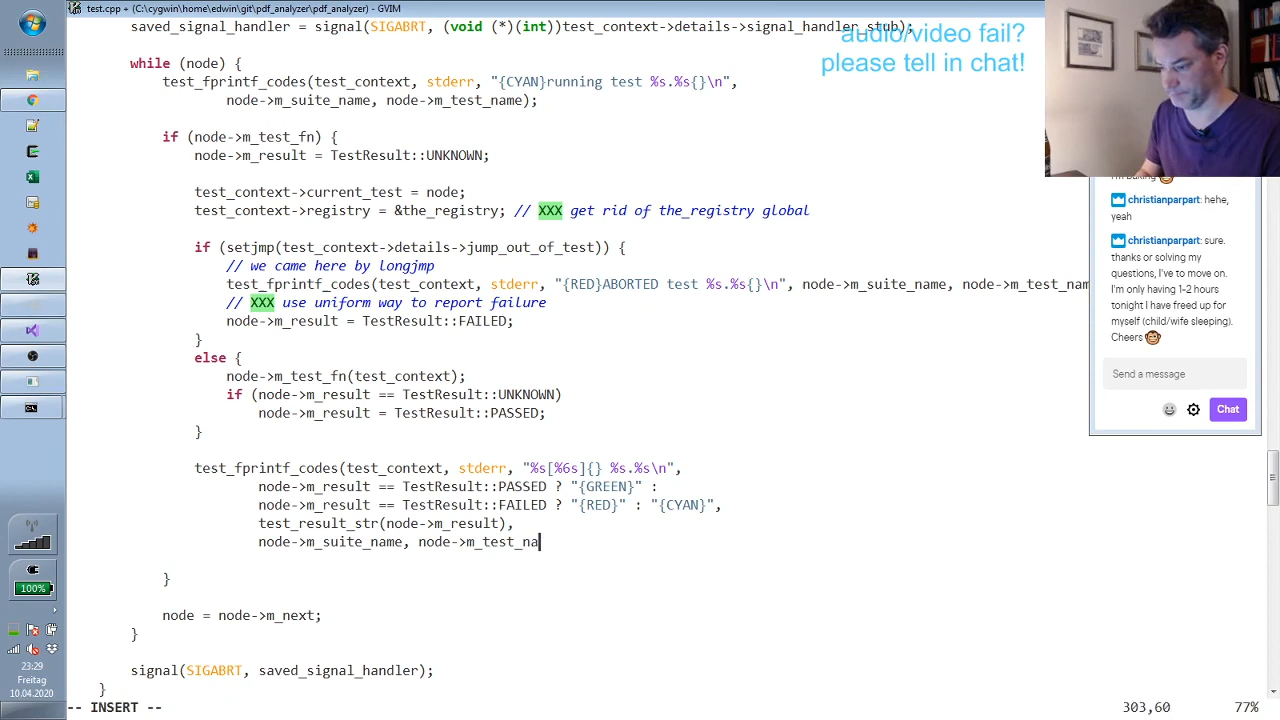 test.cpp + (C:\cygwin\home\edwin\git\pdf_analyzer\pdf_analyzer) - GVIM
saved_signal_handler = signal(SIGABRT, (void (*)(int))test_context->details->signal_handler_stub);
audio/video fail?
please tell in chat!
while (node) {
test_fprintf_codes(test_context, stderr, "{CYAN}running test %s.%s{}\n",
node->m_suite_name, node->m_test_name);
if (node->m_test_fn) {
node->m_result = TestResult::UNKNOWN;
test_context->current_test = node;
test_context->registry = &the_registry; // XXX get rid of the_registry global
if (setjmp(test_context->details->jump_out_of_test)) {
// we came here by longjmp
test_fprintf_codes(test_context, stderr, "{RED}ABORTED test %s.%s{}\n", node->m_suite_name, node->m_test_nam
// XXX use uniform way to report failure
node->m_result = TestResult::FAILED;
}
else {
node->m_test_fn(test_context);
if (node->m_result == TestResult::UNKNOWN)
node->m_result = TestResult::PASSED;
}
test_fprintf_codes(test_context, stderr, "%s[%6s]{} %s.%s\n",
node->m_result == TestResult::PASSED ? "{GREEN}" :
node->m_result == TestResult::FAILED ? "{RED}" : "{CYAN}",
test_result_str(node->m_result),
node->m_suite_name, node->m_test_na
}
node = node->m_next;
}
signal(SIGABRT, saved_signal_handler);
}
-- INSERT --
303,60
77%
christianparpart: hehe,
yeah
christianparpart: sure.
thanks or solving my
questions, I've to move on.
I'm only having 1-2 hours
tonight I have freed up for
myself (child/wife sleeping).
Cheers
Send a message
Chat
100%
23:29
Freitag
10.04.2020